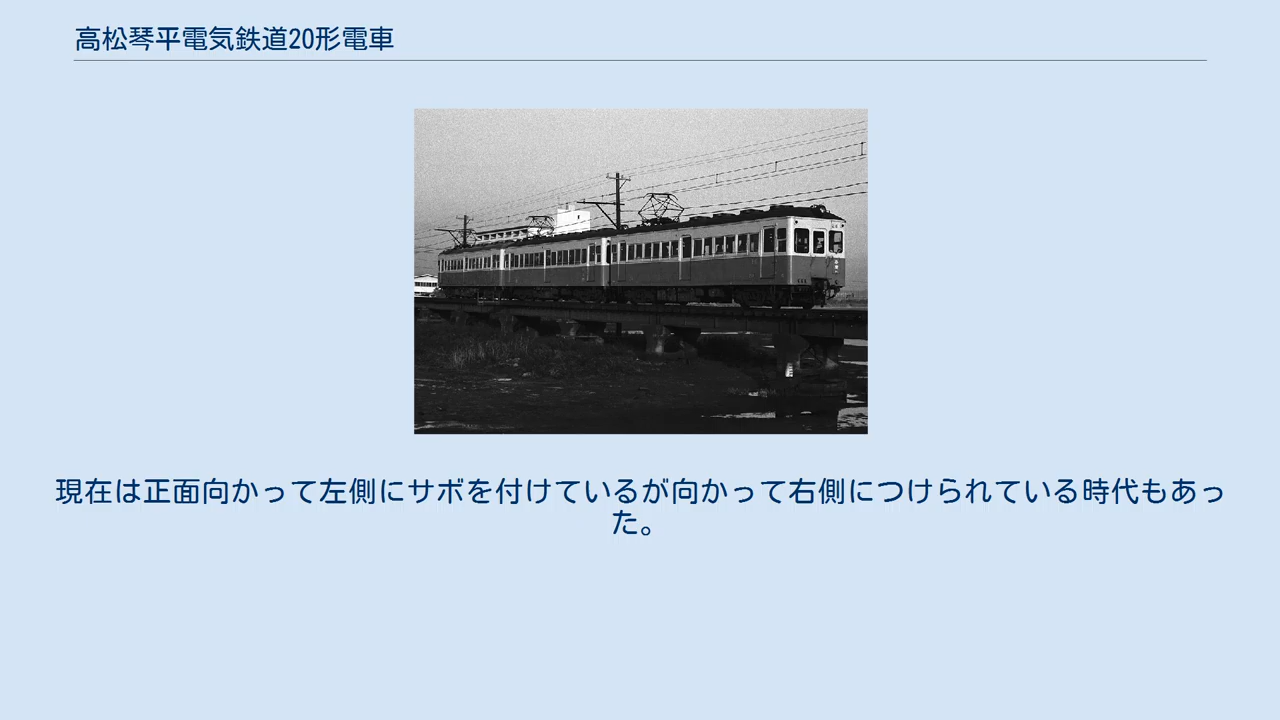 高松琴平電気鉄道20形電車
現在は正面向かって左側にサボを付けているが向かって右側につけられている時代もあっ
た。